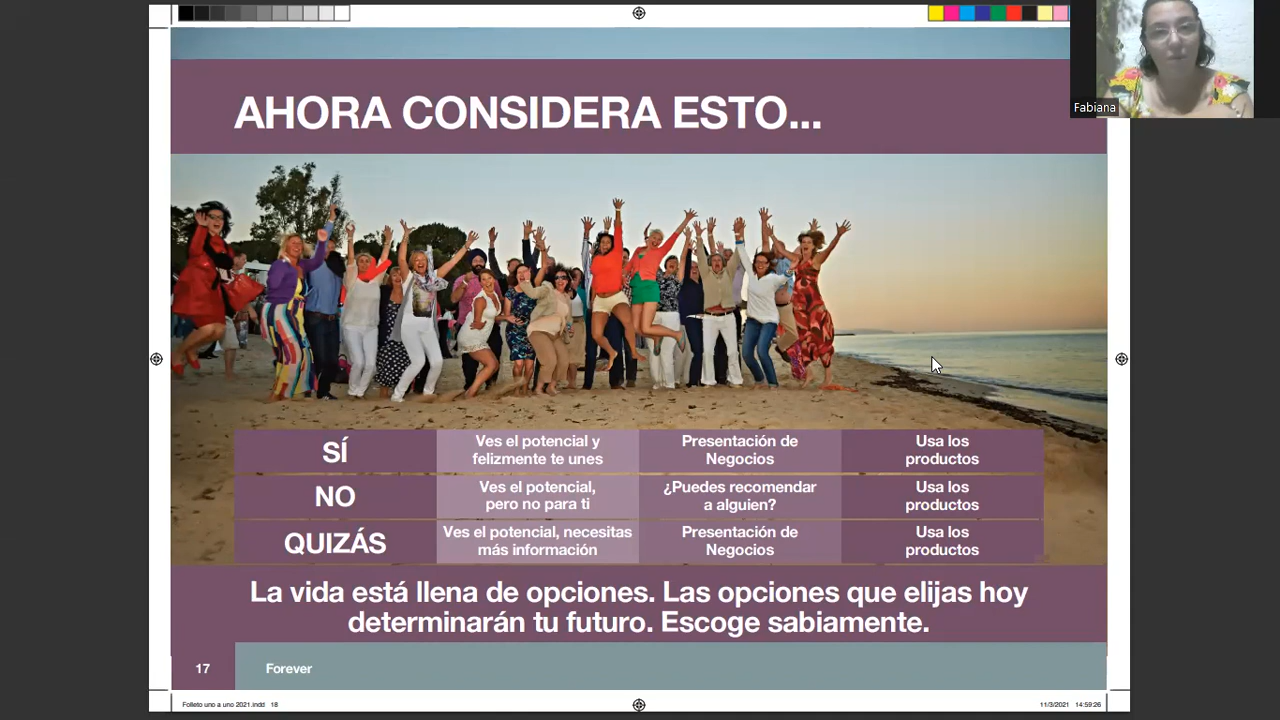 Fabiana
AHORA CONSIDERA ESTO...
SÍ
Ves el potencial y
felizmente te unes
Presentación de
Negocios
Usa los
productos
NO
Ves el potencial,
pero no para ti
¿Puedes recomendar
a alguien?
Usa los
productos
QUIZÁS
Ves el potencial, necesitas
más información
Presentación de
Negocios
Usa los
productos
La vida está llena de opciones. Las opciones que elijas hoy
determinarán tu futuro. Escoge sabiamente.
17
Forever
Folleto uno a uno 2021.indd 18
11/3/2021 14:59:26